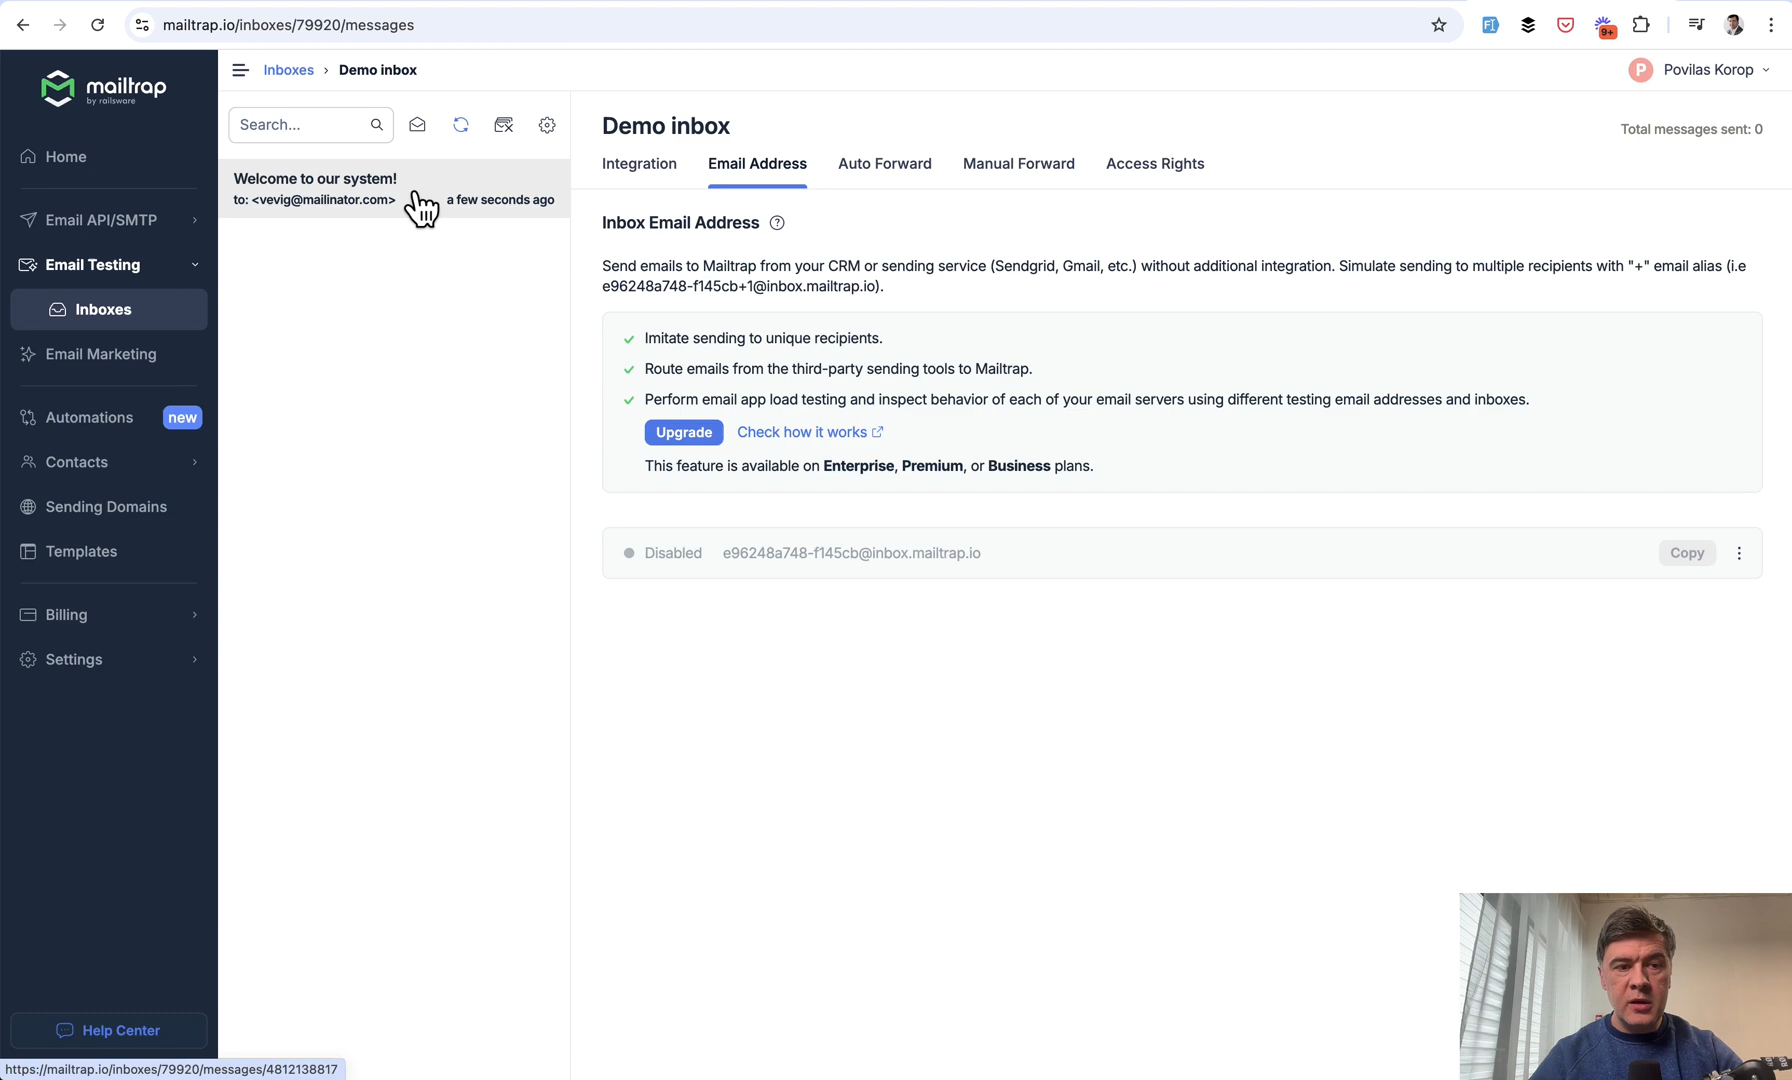 mailtrap.io/inboxes/79920/messages
9+
mailtrap
by railsware
Inboxes › Demo inbox
P Povilas Korop
Home
Email API/SMTP
Email Testing
Inboxes
Email Marketing
Automations new
Contacts
Sending Domains
Templates
Billing
Settings
Help Center
https://mailtrap.io/inboxes/79920/messages/4812138817
Search...
Welcome to our system!
to: <vevig@mailinator.com> a few seconds ago
Demo inbox
Total messages sent: 0
Integration Email Address Auto Forward Manual Forward Access Rights
Inbox Email Address ?
Send emails to Mailtrap from your CRM or sending service (Sendgrid, Gmail, etc.) without additional integration. Simulate sending to multiple recipients with "+" email alias (i.e
e96248a748-f145cb+1@inbox.mailtrap.io).
Imitate sending to unique recipients.
Route emails from the third-party sending tools to Mailtrap.
Perform email app load testing and inspect behavior of each of your email servers using different testing email addresses and inboxes.
Upgrade Check how it works
This feature is available on Enterprise, Premium, or Business plans.
Disabled e96248a748-f145cb@inbox.mailtrap.io Copy